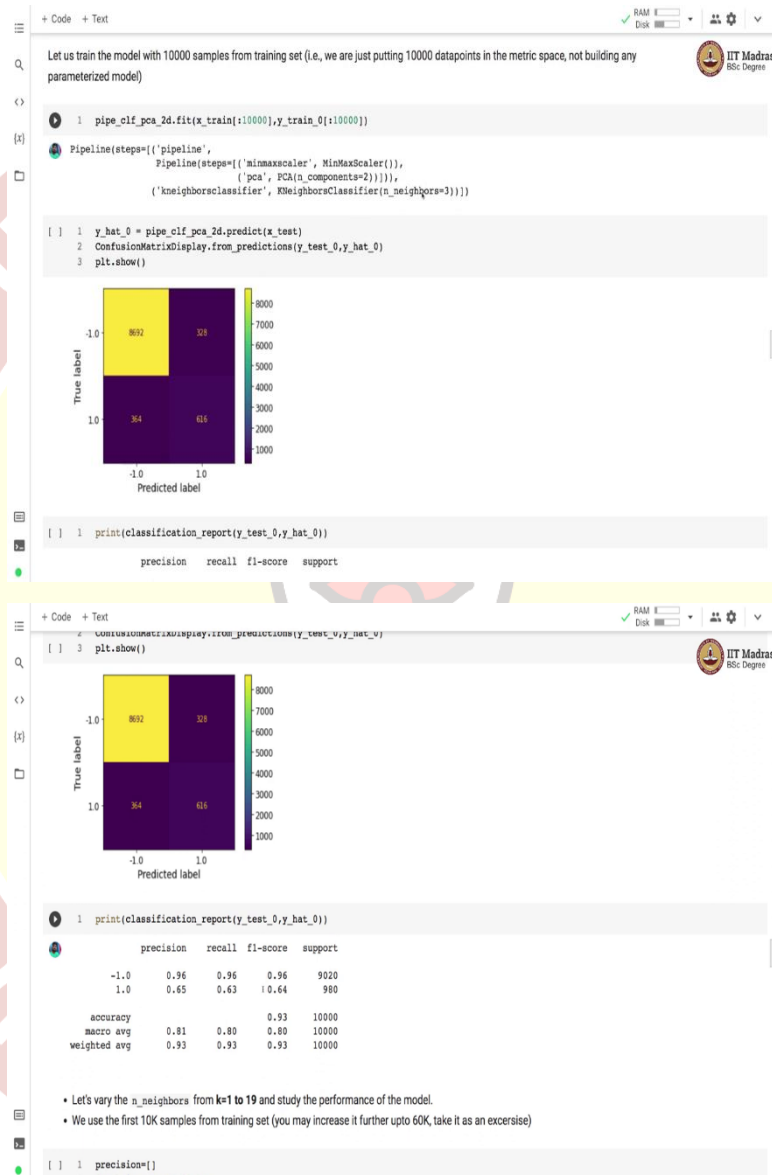 + Code + Text
RAM
Disk
IIT Madras
BSc Degree
Let us train the model with 10000 samples from training set (i.e., we are just putting 10000 datapoints in the metric space, not building any
parameterized model)
1 pipe_clf_pca_2d.fit(x_train[:10000],y_train_0[:10000])
Pipeline(steps=[('pipeline',
Pipeline(steps=[('minmaxscaler', MinMaxScaler()),
('pca', PCA(n_components=2))])),
('kneighborsclassifier', KNeighborsClassifier(n_neighbors=3))])
[ ] 1 y_hat_0 = pipe_clf_pca_2d.predict(x_test)
2 ConfusionMatrixDisplay.from_predictions(y_test_0,y_hat_0)
3 plt.show()
8000
-1.0 8692 328
7000
6000
5000
True label
4000
3000
1.0 364 616
2000
1000
-1.0 1.0
Predicted label
[ ] 1 print(classification_report(y_test_0,y_hat_0))
precision recall f1-score support
+ Code + Text
RAM
Disk
IIT Madras
BSc Degree
2 ConfusionMatrixDisplay.from_predictions(y_test_0,y_hat_0)
[ ] 3 plt.show()
8000
-1.0 8692 328
7000
6000
5000
True label
4000
3000
1.0 364 616
2000
1000
-1.0 1.0
Predicted label
1 print(classification_report(y_test_0,y_hat_0))
precision recall f1-score support
-1.0 0.96 0.96 0.96 9020
1.0 0.65 0.63 0.64 980
accuracy 0.93 10000
macro avg 0.81 0.80 0.80 10000
weighted avg 0.93 0.93 0.93 10000
• Let's vary the n_neighbors from k=1 to 19 and study the performance of the model.
• We use the first 10K samples from training set (you may increase it further upto 60K, take it as an excersise)
[ ] 1 precision=[]